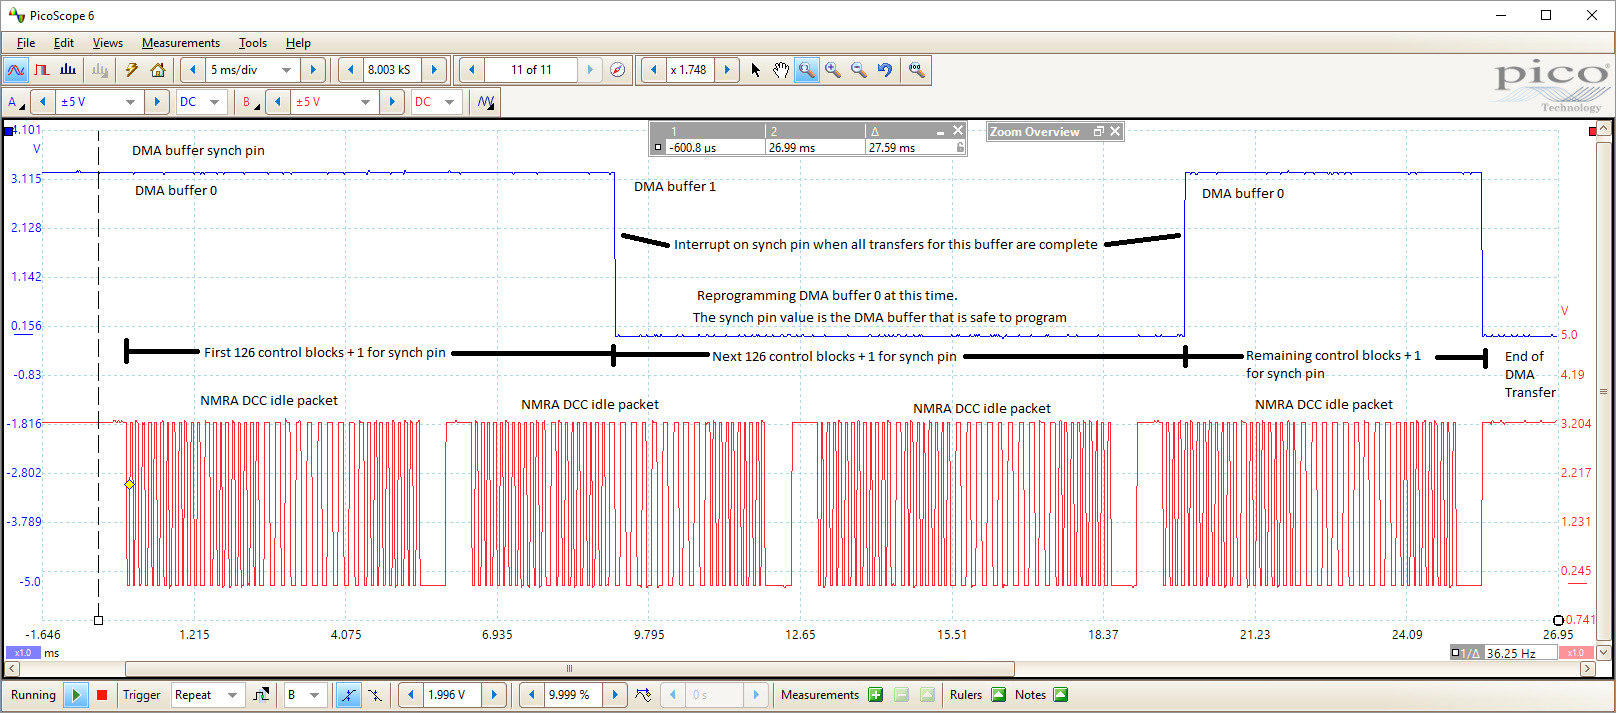 PicoScope 6
File Edit Views Measurements Tools Help
5 ms/div 8.003 kS 11 of 11 x 1.748
pico
Technology
A ±5 V DC B ±5 V DC
4.101
V
3.115
2.128
1.142
0.156
-0.83
-1.816
-2.802
-3.789
-5.0
1 2 Δ
-600.8 µs 26.99 ms 27.59 ms
Zoom Overview
DMA buffer synch pin
DMA buffer 0
DMA buffer 1
DMA buffer 0
Interrupt on synch pin when all transfers for this buffer are complete
Reprogramming DMA buffer 0 at this time.
The synch pin value is the DMA buffer that is safe to program
First 126 control blocks + 1 for synch pin
Next 126 control blocks + 1 for synch pin
Remaining control blocks + 1
for synch pin
End of
DMA
Transfer
NMRA DCC idle packet
NMRA DCC idle packet
NMRA DCC idle packet
NMRA DCC idle packet
V
5.0
4.19
3.204
2.217
1.231
0.245
-0.741
-1.646 1.215 4.075 6.935 9.795 12.65 15.51 18.37 21.23 24.09 26.95
x1.0 ms
1/Δ 36.25 Hz x1.0
Running Trigger Repeat B 1.996 V 9.999 % 0 s Measurements Rulers Notes